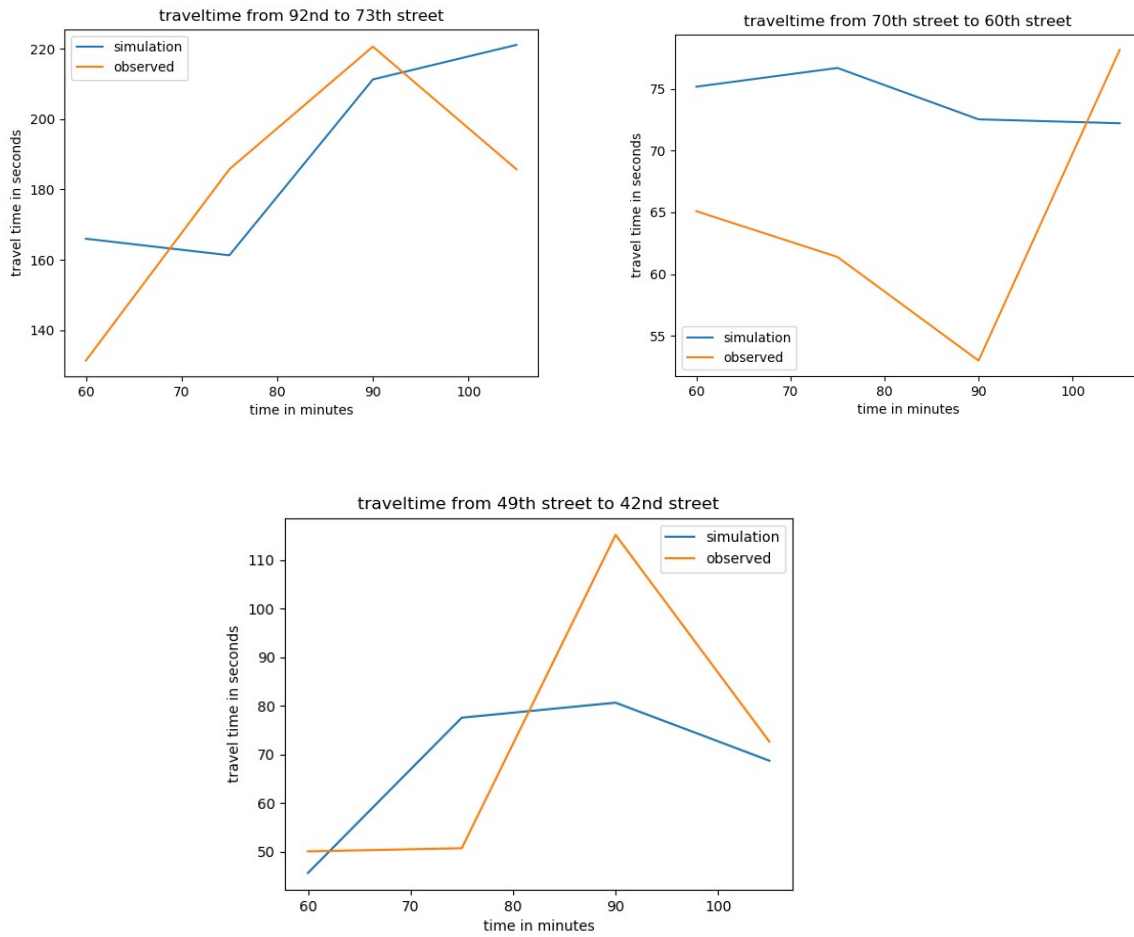 traveltime from 92nd to 73th street
simulation
observed
220
200
180
160
140
travel time in seconds
60 70 80 90 100
time in minutes
traveltime from 70th street to 60th street
75
70
65
60
55
travel time in seconds
simulation
observed
60 70 80 90 100
time in minutes
traveltime from 49th street to 42nd street
simulation
observed
110
100
90
80
70
60
50
travel time in seconds
60 70 80 90 100
time in minutes